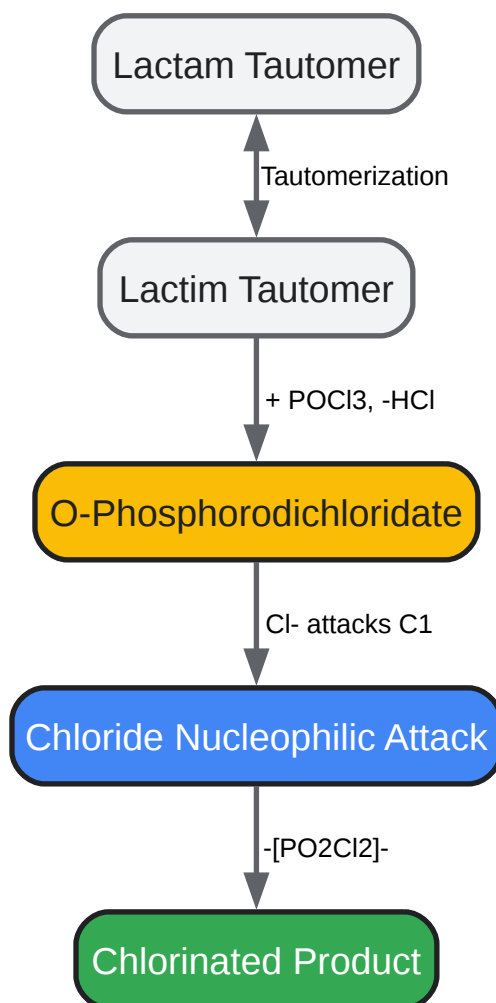 Lactam Tautomer
Tautomerization
Lactim Tautomer
+ POCl3, -HCl
O-Phosphorodichloridate
Cl- attacks C1
Chloride Nucleophilic Attack
-[PO2Cl2]-
Chlorinated Product